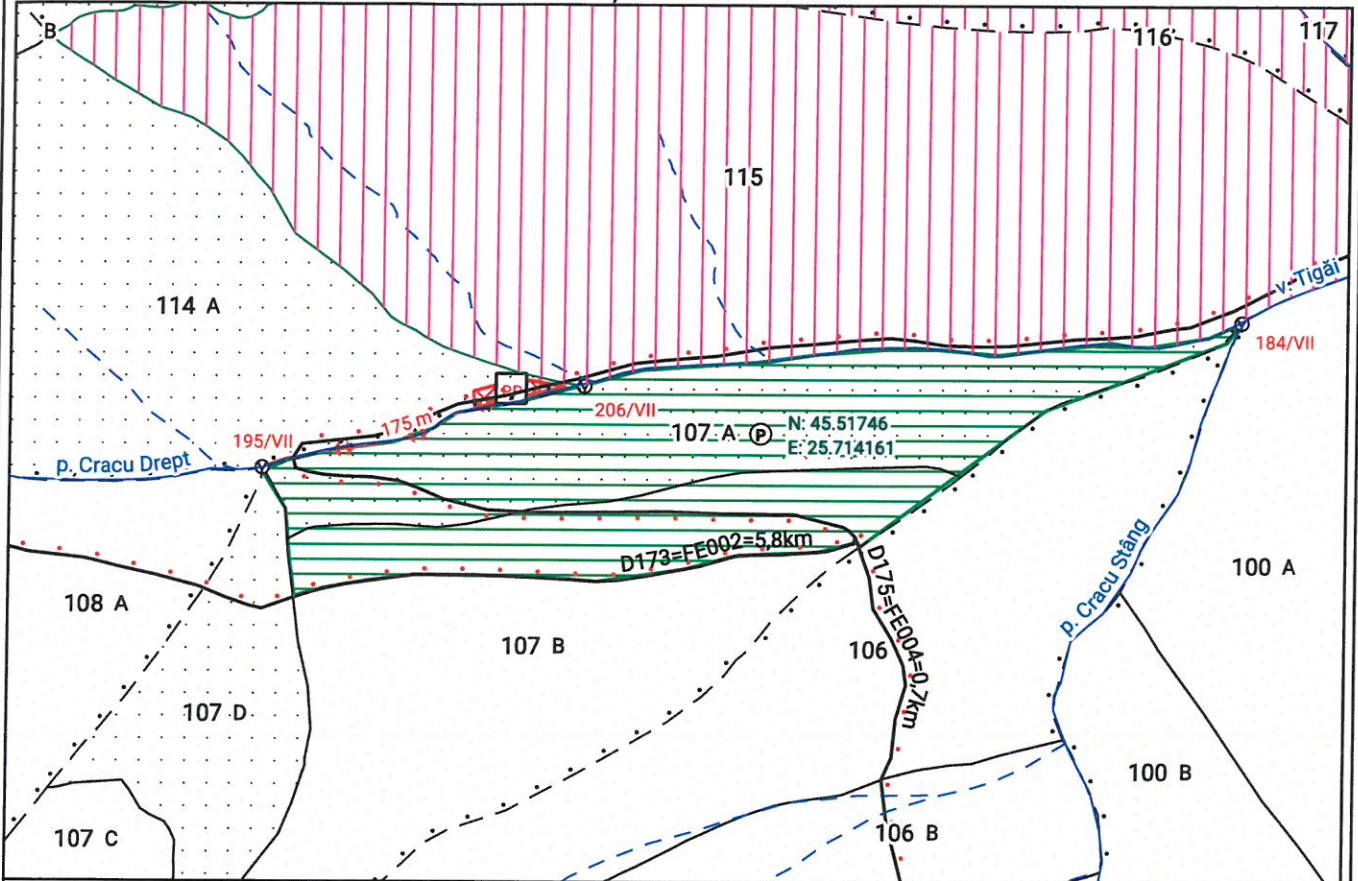 B
116
117
115
114 A
v. Tigăi
184/VII
206/VII
175 m
195/VII
107 A P
N: 45.51746
E: 25.714161
p. Cracu Drept
D173=FE002=5,8km
D175=FE004=0,7km
p. Cracu Stâng
100 A
108 A
107 B
106
107 D
100 B
107 C
106 B